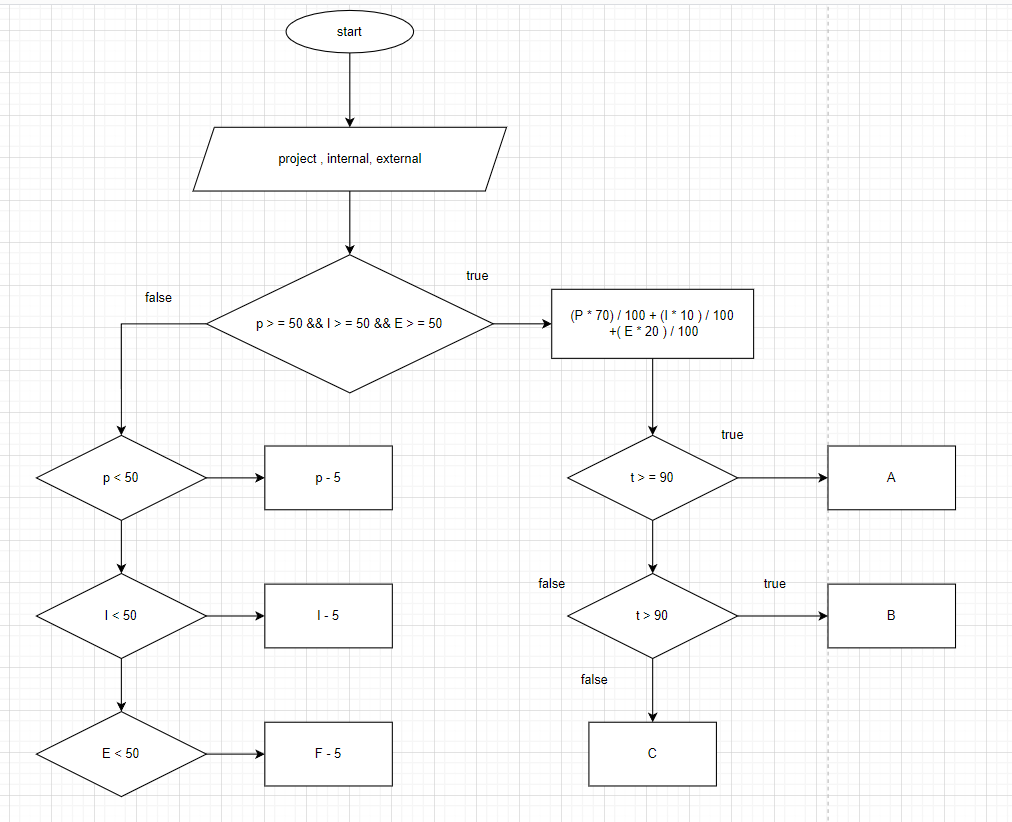 start
project , internal, external
true
false
p > = 50 && I > = 50 && E > = 50
(P * 70) / 100 + (I * 10 ) / 100
+( E * 20 ) / 100
true
p < 50
p - 5
t > = 90
A
false
true
I < 50
I - 5
t > 90
B
false
E < 50
F - 5
C